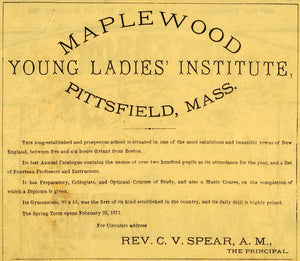 MAPLEWOOD
YOUNG LADIES' INSTITUTE,
PITTSFIELD, MASS.
This long-established and prosperous school is situated in one of the most salubrious and beautiful towns of New
England, between five and six hours distant from Boston.
Its last Annual Catalogue contains the names of over two hundred pupils as its attendance for the year, and a list
of Fourteen Professors and Instructors.
It has Preparatory, Collegiate, and Optional Courses of Study, and also a Music Course, on the completion of
which a Diploma is given.
Its Gymnasium, 90 x 55, was the first of its kind established in the country, and its daily drill is highly prized.
The Spring Term opens February 23, 1871.
For Circulars address
REV. C. V. SPEAR, A. M.,
THE PRINCIPAL.